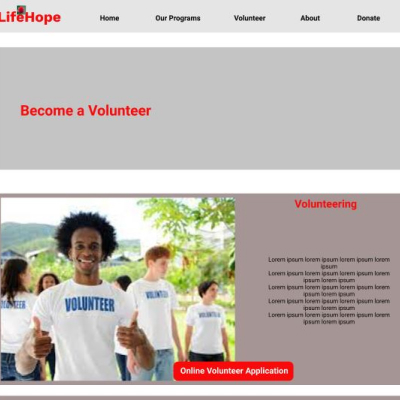 LifeHope
Home
Our Programs
Volunteer
About
Donate
Become a Volunteer
Volunteering
Lorem ipsum lorem ipsum lorem ipsum lorem
ipsum
Lorem ipsum lorem ipsum lorem ipsum lorem
ipsum lorem ipsum
Lorem ipsum lorem ipsum lorem ipsum lorem
ipsum lorem ipsum
Lorem ipsum lorem ipsum lorem ipsum lorem
ipsum lorem ipsum
Lorem ipsum lorem ipsum lorem ipsum lorem
ipsum lorem ipsum
VOLUNTEER
VOLUNTEER
Online Volunteer Application